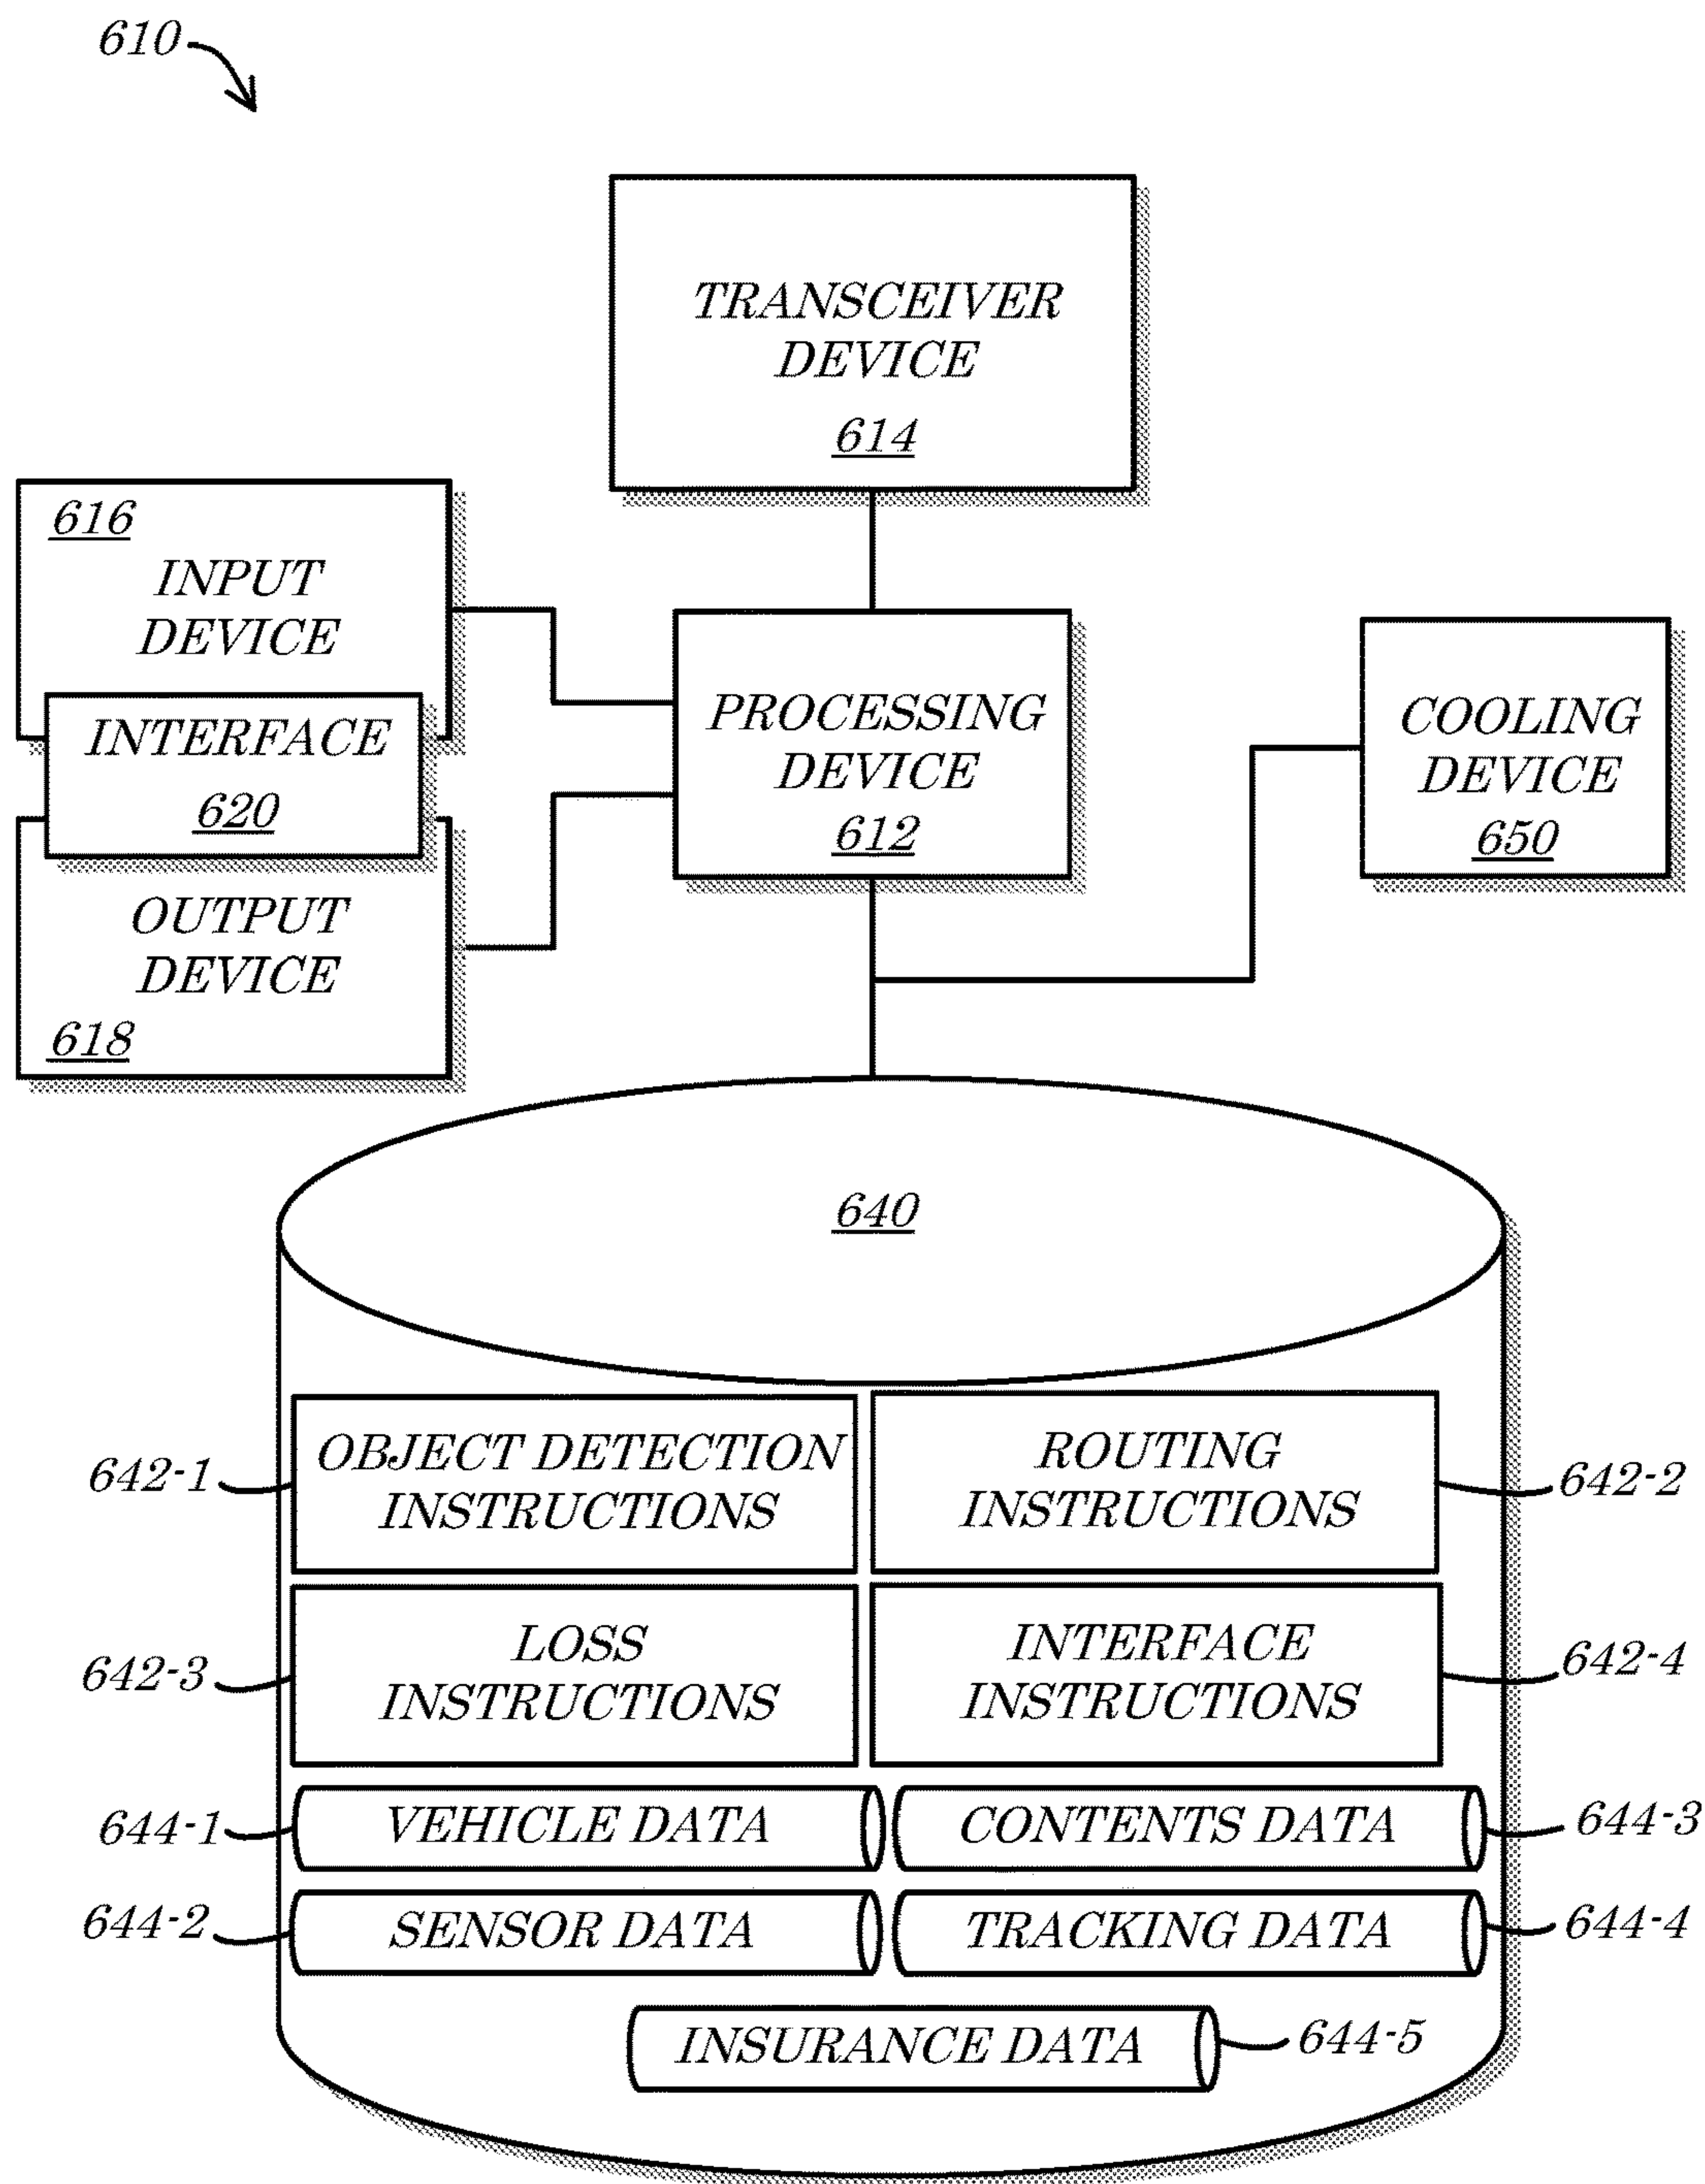 610
TRANSCEIVER
DEVICE
614
616
INPUT
DEVICE
INTERFACE
620
OUTPUT
DEVICE
618
PROCESSING
DEVICE
612
COOLING
DEVICE
650
640
642-1
OBJECT DETECTION
INSTRUCTIONS
ROUTING
INSTRUCTIONS
642-2
642-3
LOSS
INSTRUCTIONS
INTERFACE
INSTRUCTIONS
642-4
644-1
VEHICLE DATA
CONTENTS DATA
644-3
644-2
SENSOR DATA
TRACKING DATA
644-4
INSURANCE DATA
644-5